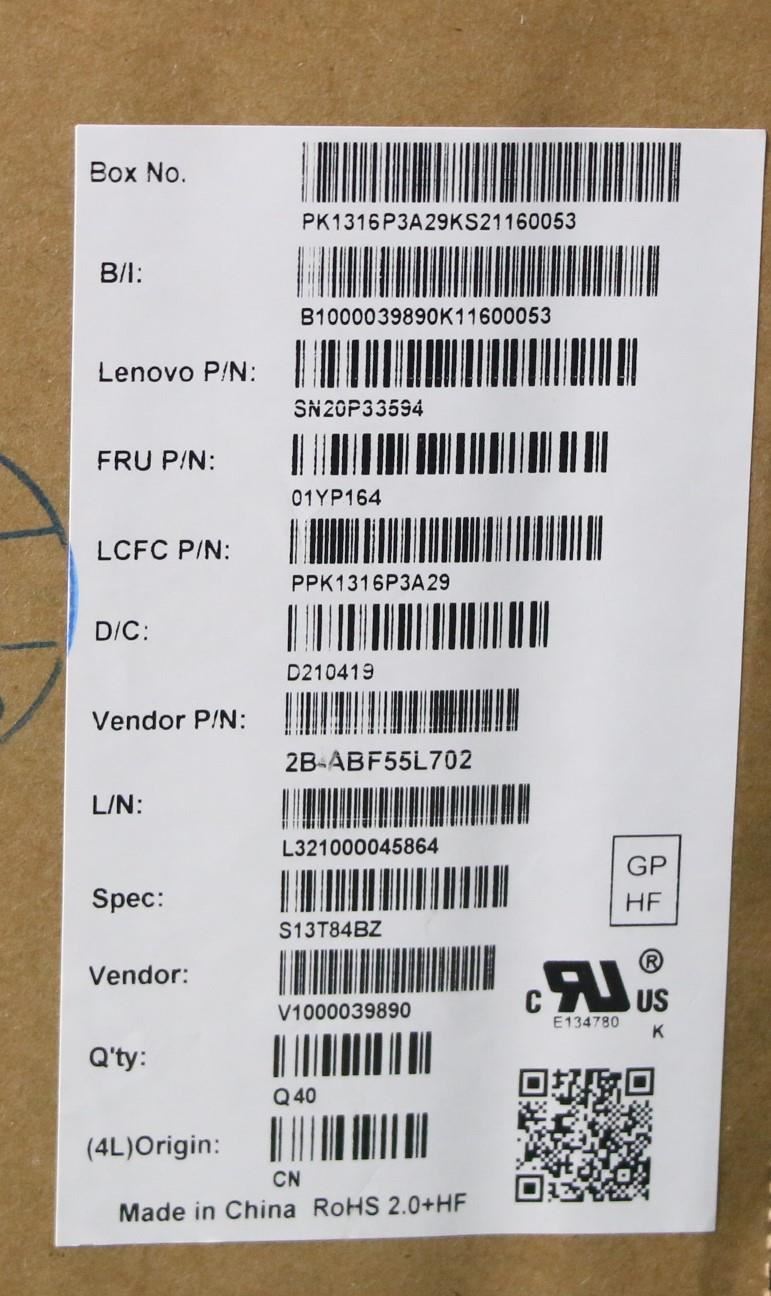 Box No.
PK1316P3A29KS21160053
B/I:
B1000039890K11600053
Lenovo P/N:
SN20P33594
FRU P/N:
01YP164
LCFC P/N:
PPK1316P3A29
D/C:
D210419
Vendor P/N:
2B-ABF55L702
L/N:
L321000045864
Spec:
S13T84BZ
GP
HF
Vendor:
V1000039890
C RU US ®
E134780
K
Q'ty:
Q40
(4L)Origin:
CN
Made in China RoHS 2.0+HF